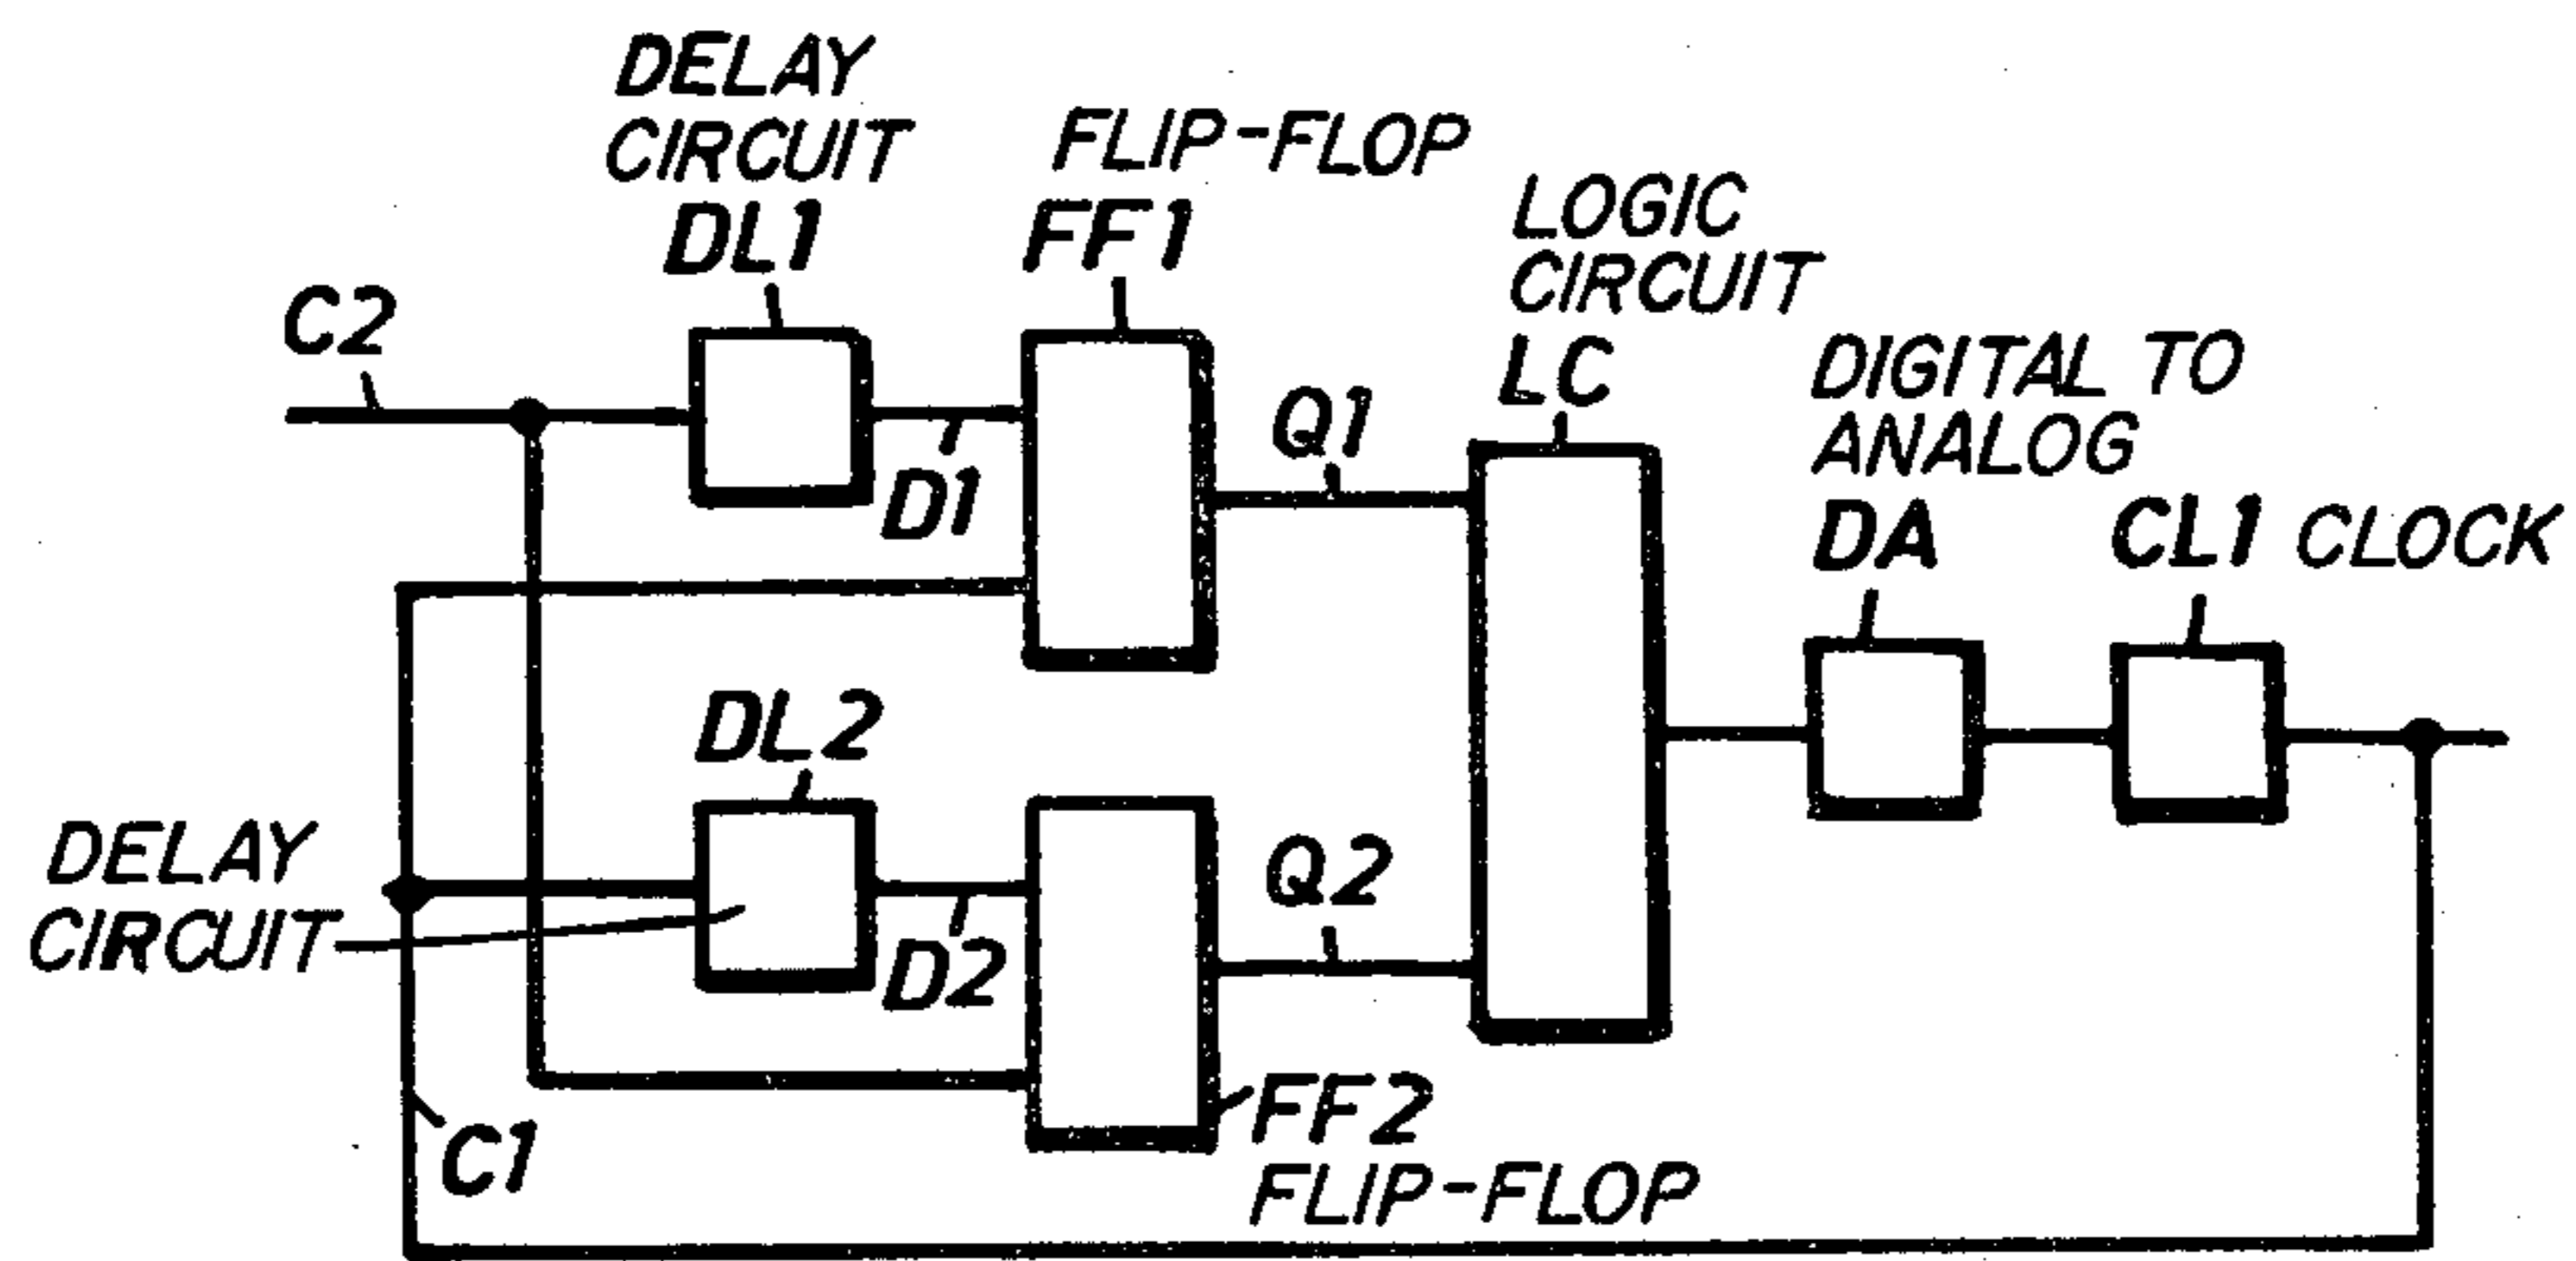 DELAY
CIRCUIT
DL1
FLIP-FLOP
FF1
LOGIC
CIRCUIT
LC
C2
DIGITAL TO
ANALOG
DA
CL1 CLOCK
Q1
D1
DL2
DELAY
CIRCUIT
D2
Q2
C1
FF2
FLIP-FLOP